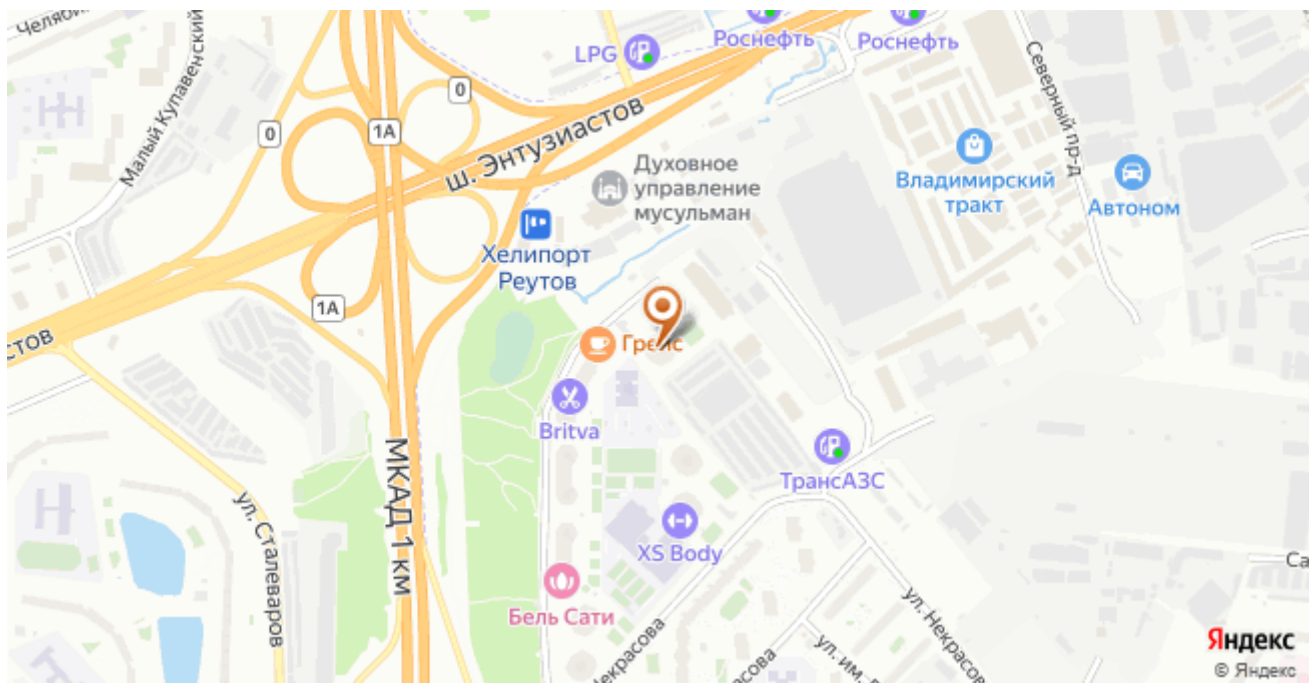 Челяби
LPG
Роснефть
Роснефть
Малый Купавенский
0
0
1А
ш. Энтузиастов
Северный пр-д
Духовное
управление
мусульман
Владимирский
тракт
Автоном
Хелипорт
Реутов
1А
стов
Грейс
Britva
МКАД 1 км
ТрансАЗС
ул. Сталеваров
XS Body
Бель Сати
Са
ул. Некрасов
Некрасова
сова
ул. им.
Яндекс
© Яндекс